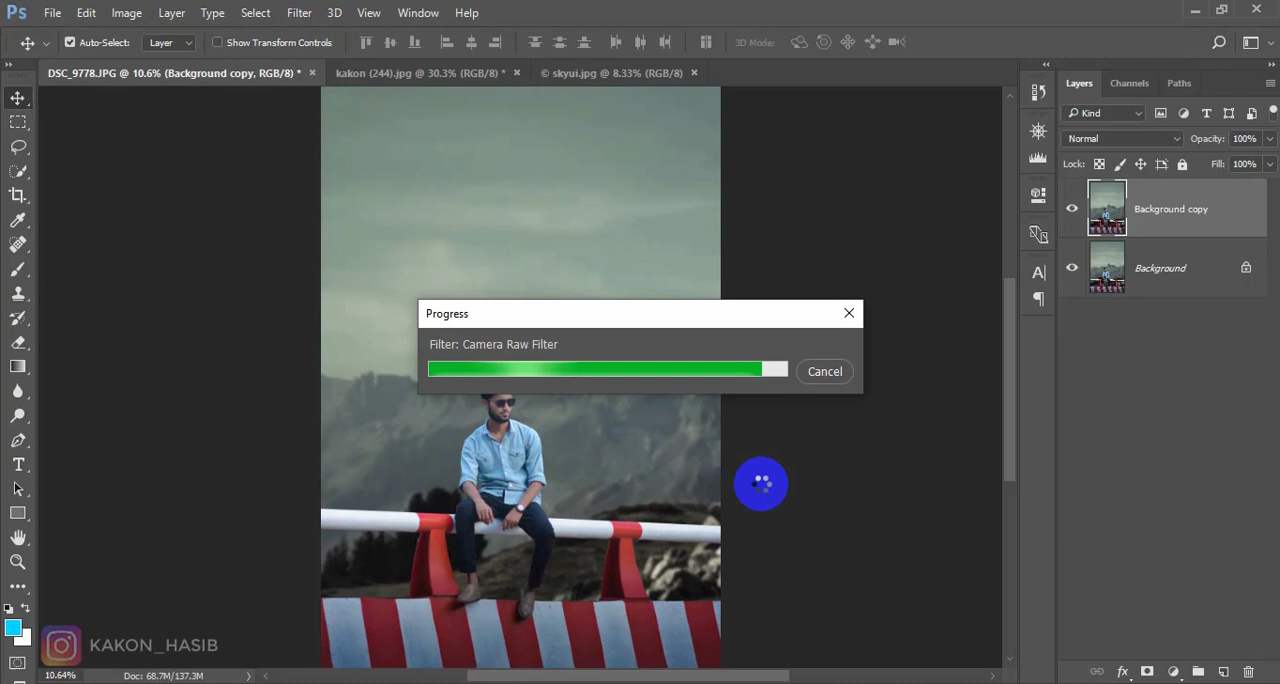 Ps File Edit Image Layer Type Select Filter 3D View Window Help
Auto-Select: Layer Show Transform Controls 3D Mode:
DSC_9778.JPG @ 10.6% (Background copy, RGB/8) * × kakon (244).jpg @ 30.3% (RGB/8) * × © skyui.jpg @ 8.33% (RGB/8) ×
Layers Channels Paths
Kind
Normal Opacity: 100%
Lock: Fill: 100%
Background copy
Background
Progress
Filter: Camera Raw Filter
Cancel
KAKON_HASIB
10.64% Doc: 68.7M/137.3M